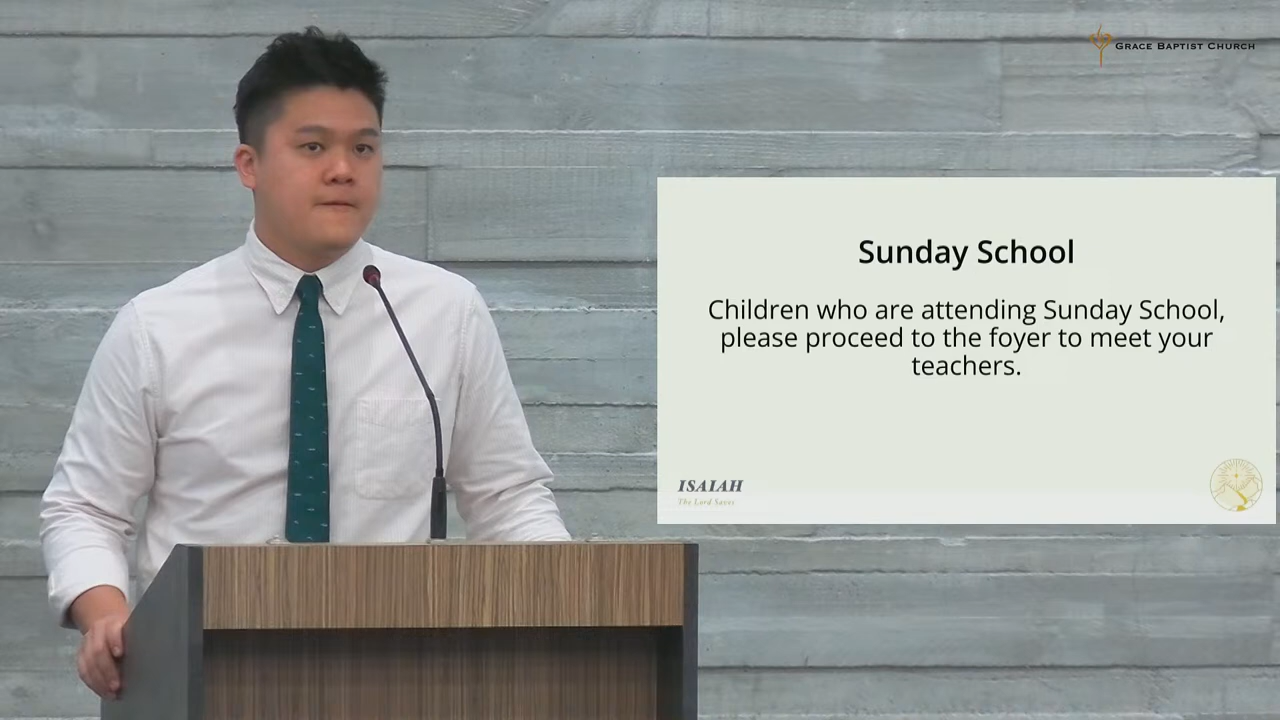 GRACE BAPTIST CHURCH
Sunday School
Children who are attending Sunday School,
please proceed to the foyer to meet your
teachers.
ISAIAH
The Lord Saves